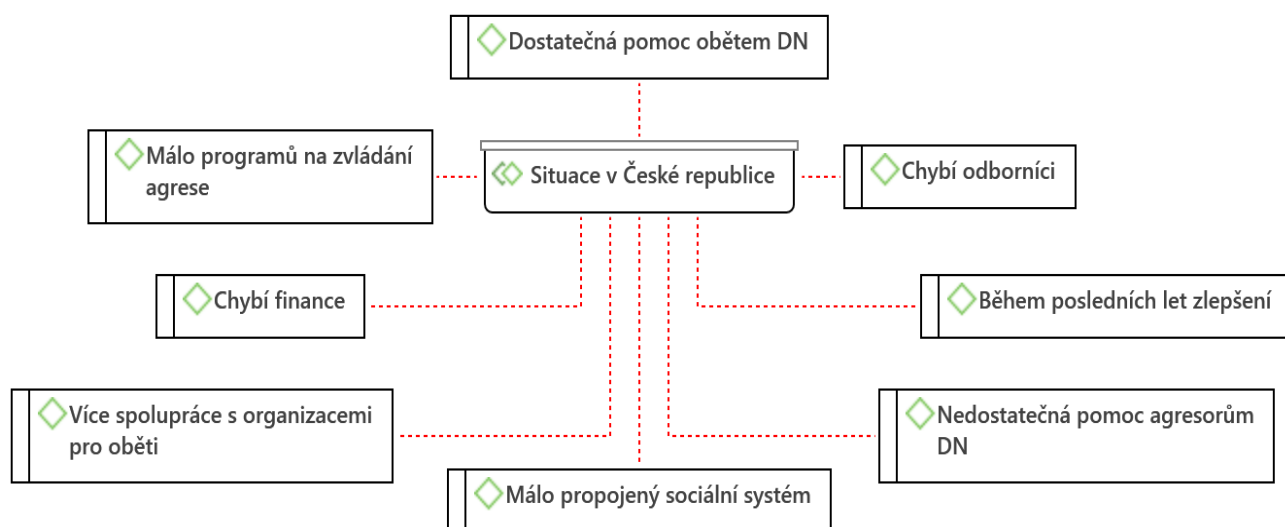 Dostatečná pomoc obětem DN
Málo programů na zvládání
agrese
Situace v České republice
Chybí odborníci
Chybí finance
Během posledních let zlepšení
Více spolupráce s organizacemi
pro oběti
Nedostatečná pomoc agresorům
DN
Málo propojený sociální systém